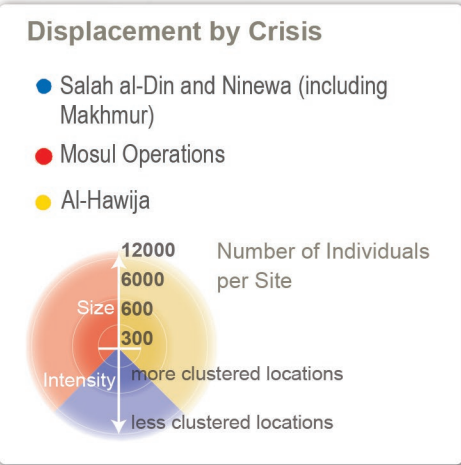 Displacement by Crisis
Salah al-Din and Ninewa (including
Makhmur)
Mosul Operations
Al-Hawija
12000
6000
600
300
Number of Individuals
per Site
Size
Intensity
more clustered locations
less clustered locations